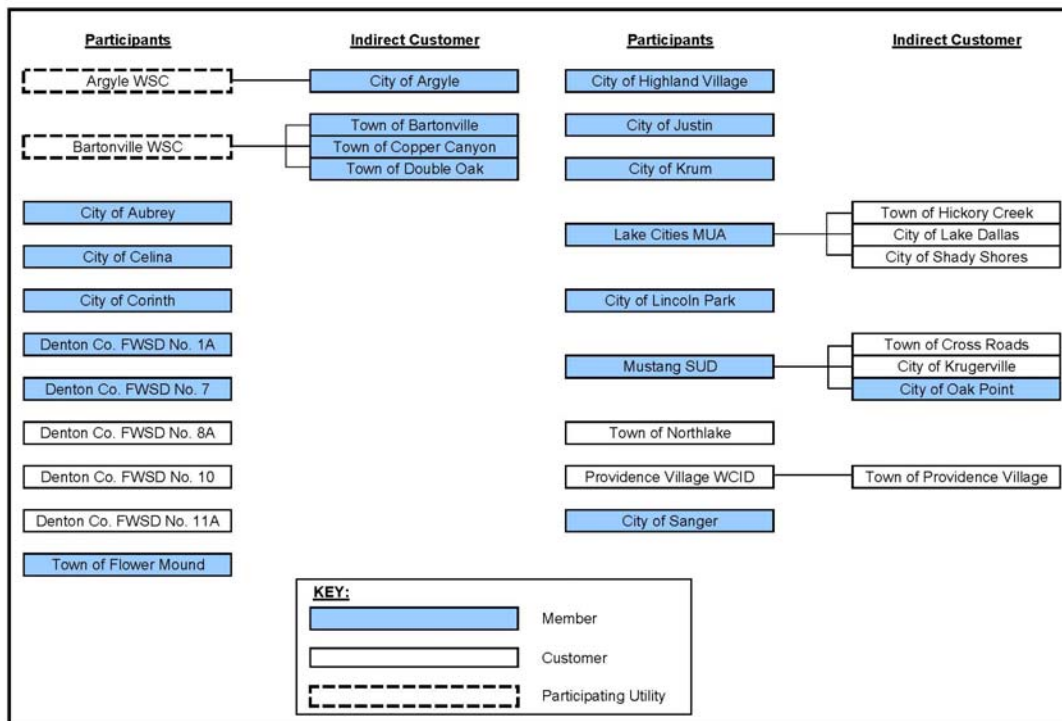 Participants
Indirect Customer
Argyle WSC
City of Argyle
Bartonville WSC
Town of Bartonville
Town of Copper Canyon
Town of Double Oak
City of Aubrey
City of Celina
City of Corinth
Denton Co. FWSD No. 1A
Denton Co. FWSD No. 7
Denton Co. FWSD No. 8A
Denton Co. FWSD No. 10
Denton Co. FWSD No. 11A
Town of Flower Mound
Participants
Indirect Customer
City of Highland Village
City of Justin
City of Krum
Lake Cities MUA
Town of Hickory Creek
City of Lake Dallas
City of Shady Shores
City of Lincoln Park
Mustang SUD
Town of Cross Roads
City of Krugerville
City of Oak Point
Town of Northlake
Providence Village WCID
Town of Providence Village
City of Sanger
KEY:
Member
Customer
Participating Utility